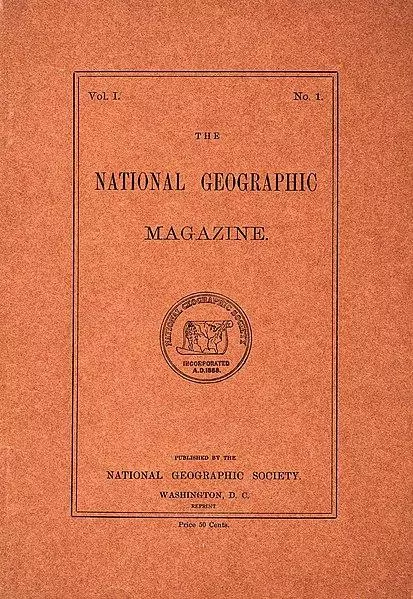 Vol. I. No. 1.
THE
NATIONAL GEOGRAPHIC
MAGAZINE.
NATIONAL GEOGRAPHIC SOCIETY
INCORPORATED
A.D.1888.
PUBLISHED BY THE
NATIONAL GEOGRAPHIC SOCIETY.
WASHINGTON, D. C.
REPRINT
Price 50 Cents.